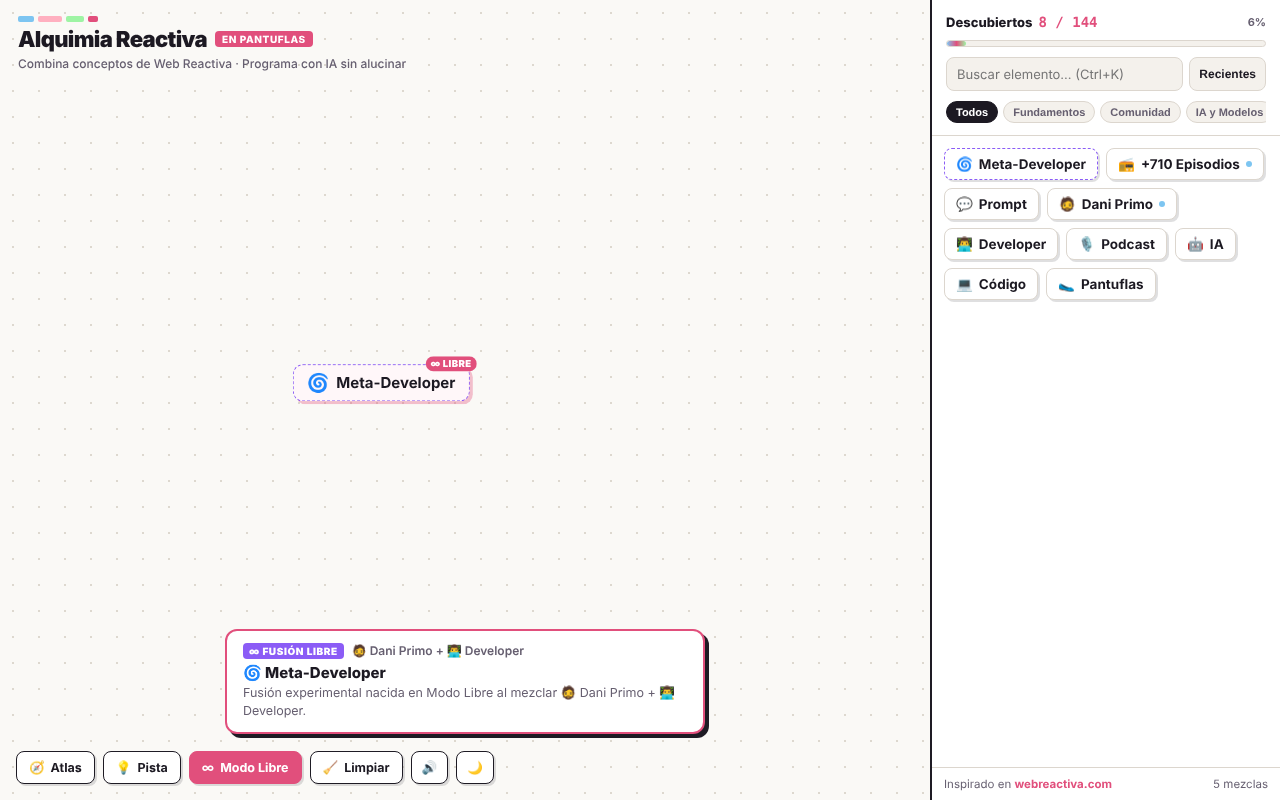 Alquimia Reactiva EN PANTUFLAS
Combina conceptos de Web Reactiva · Programa con IA sin alucinar
∞ LIBRE
🌀 Meta-Developer
∞ FUSIÓN LIBRE 🧔 Dani Primo + 👨‍💻 Developer
🌀 Meta-Developer
Fusión experimental nacida en Modo Libre al mezclar 🧔 Dani Primo + 👨‍💻
Developer.
🧭 Atlas 💡 Pista ∞ Modo Libre 🧹 Limpiar 🔊 🌙
Descubiertos 8 / 144 6%
Buscar elemento... (Ctrl+K) Recientes
Todos Fundamentos Comunidad IA y Modelos
🌀 Meta-Developer 📻 +710 Episodios
💬 Prompt 🧔 Dani Primo
👨‍💻 Developer 🎙️ Podcast 🤖 IA
💻 Código 🥿 Pantuflas
Inspirado en webreactiva.com 5 mezclas